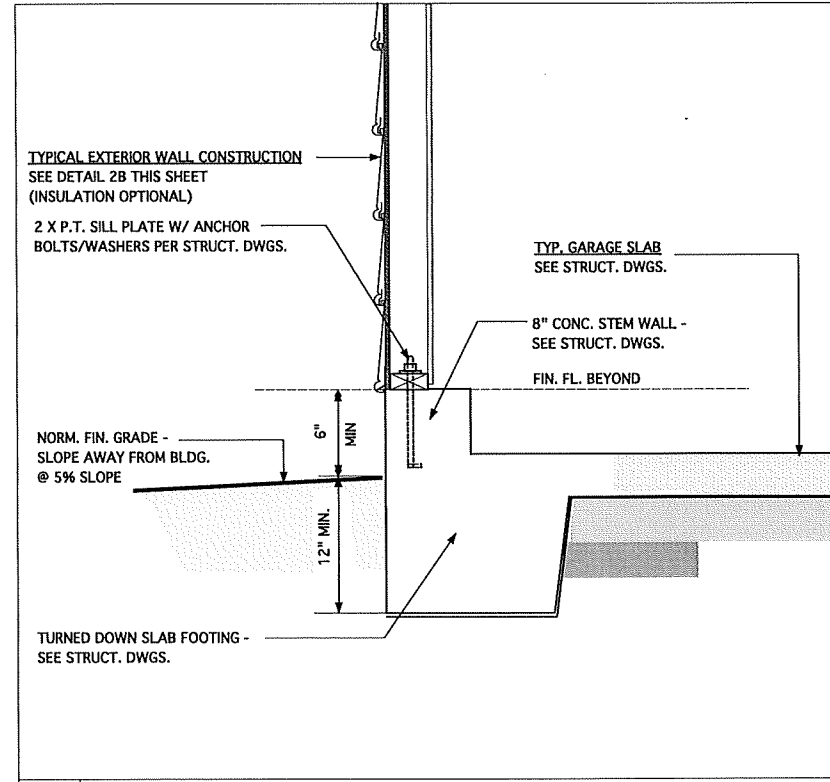 TYPICAL EXTERIOR WALL CONSTRUCTION
SEE DETAIL 2B THIS SHEET
(INSULATION OPTIONAL)
2 X P.T. SILL PLATE W/ ANCHOR
BOLTS/WASHERS PER STRUCT. DWGS.
TYP. GARAGE SLAB
SEE STRUCT. DWGS.
8" CONC. STEM WALL -
SEE STRUCT. DWGS.
FIN. FL. BEYOND
6"
MIN
NORM. FIN. GRADE -
SLOPE AWAY FROM BLDG.
@ 5% SLOPE
12" MIN.
TURNED DOWN SLAB FOOTING -
SEE STRUCT. DWGS.